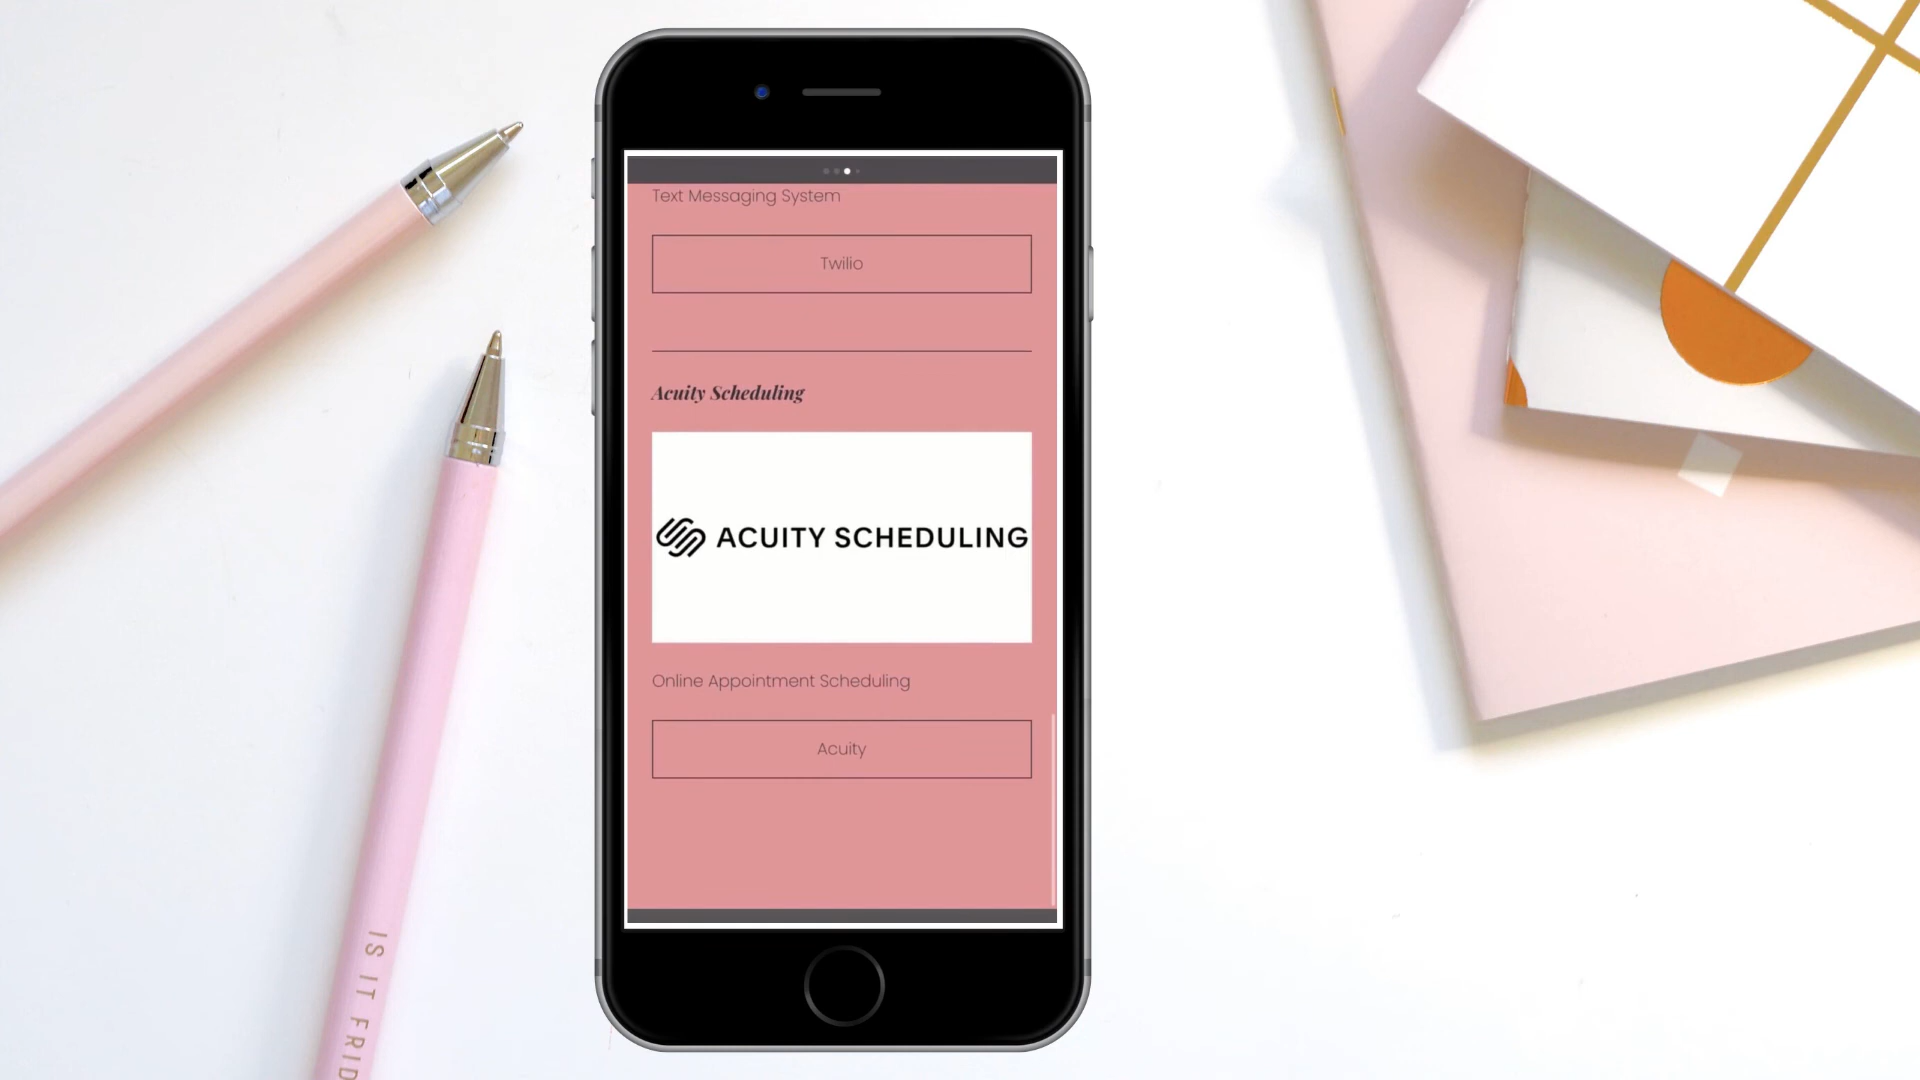 Text Messaging System
Twilio
Acuity Scheduling
ACUITY SCHEDULING
Online Appointment Scheduling
Acuity
IS IT FRID